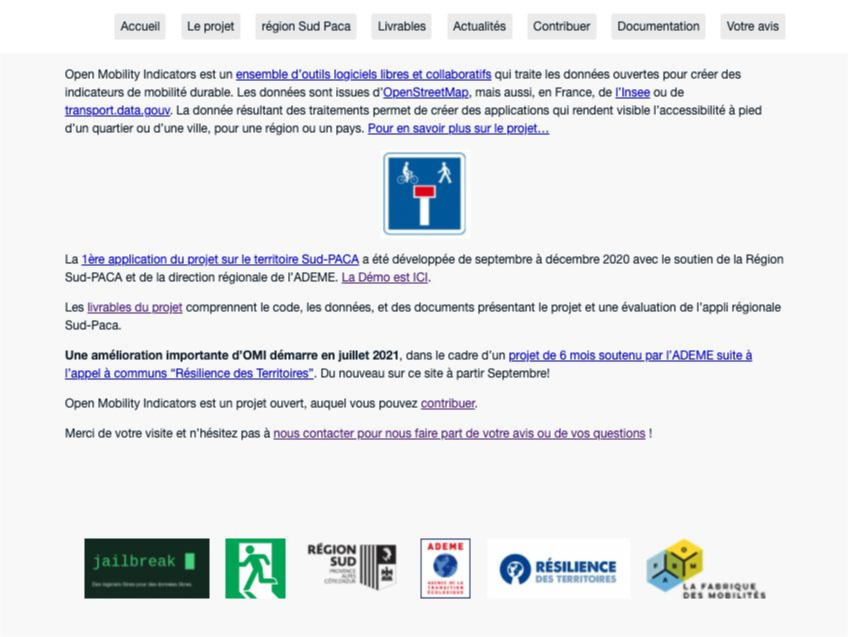 Accueil Le projet région Sud Paca Livrables Actualités Contribuer Documentation Votre avis
Open Mobility Indicators est un ensemble d’outils logiciels libres et collaboratifs qui traite les données ouvertes pour créer des
indicateurs de mobilité durable. Les données sont issues d’OpenStreetMap, mais aussi, en France, de l’Insee ou de
transport.data.gouv. La donnée résultant des traitements permet de créer des applications qui rendent visible l’accessibilité à pied
d’un quartier ou d’une ville, pour une région ou un pays. Pour en savoir plus sur le projet…
La 1ère application du projet sur le territoire Sud-PACA a été développée de septembre à décembre 2020 avec le soutien de la Région
Sud-PACA et de la direction régionale de l’ADEME. La Démo est ICI.
Les livrables du projet comprennent le code, les données, et des documents présentant le projet et une évaluation de l’appli régionale
Sud-Paca.
Une amélioration importante d’OMI démarre en juillet 2021, dans le cadre d’un projet de 6 mois soutenu par l’ADEME suite à
l’appel à communs “Résilience des Territoires”. Du nouveau sur ce site à partir Septembre!
Open Mobility Indicators est un projet ouvert, auquel vous pouvez contribuer.
Merci de votre visite et n’hésitez pas à nous contacter pour nous faire part de votre avis ou de vos questions !
jailbreak
Des logiciels libres pour des données libres.
RÉGION
SUD
PROVENCE
ALPES
CÔTE D'AZUR
ADEME
AGENCE DE LA
TRANSITION
ÉCOLOGIQUE
RÉSILIENCE
DES TERRITOIRES
F A O M
LA FABRIQUE
DES MOBILITÉS